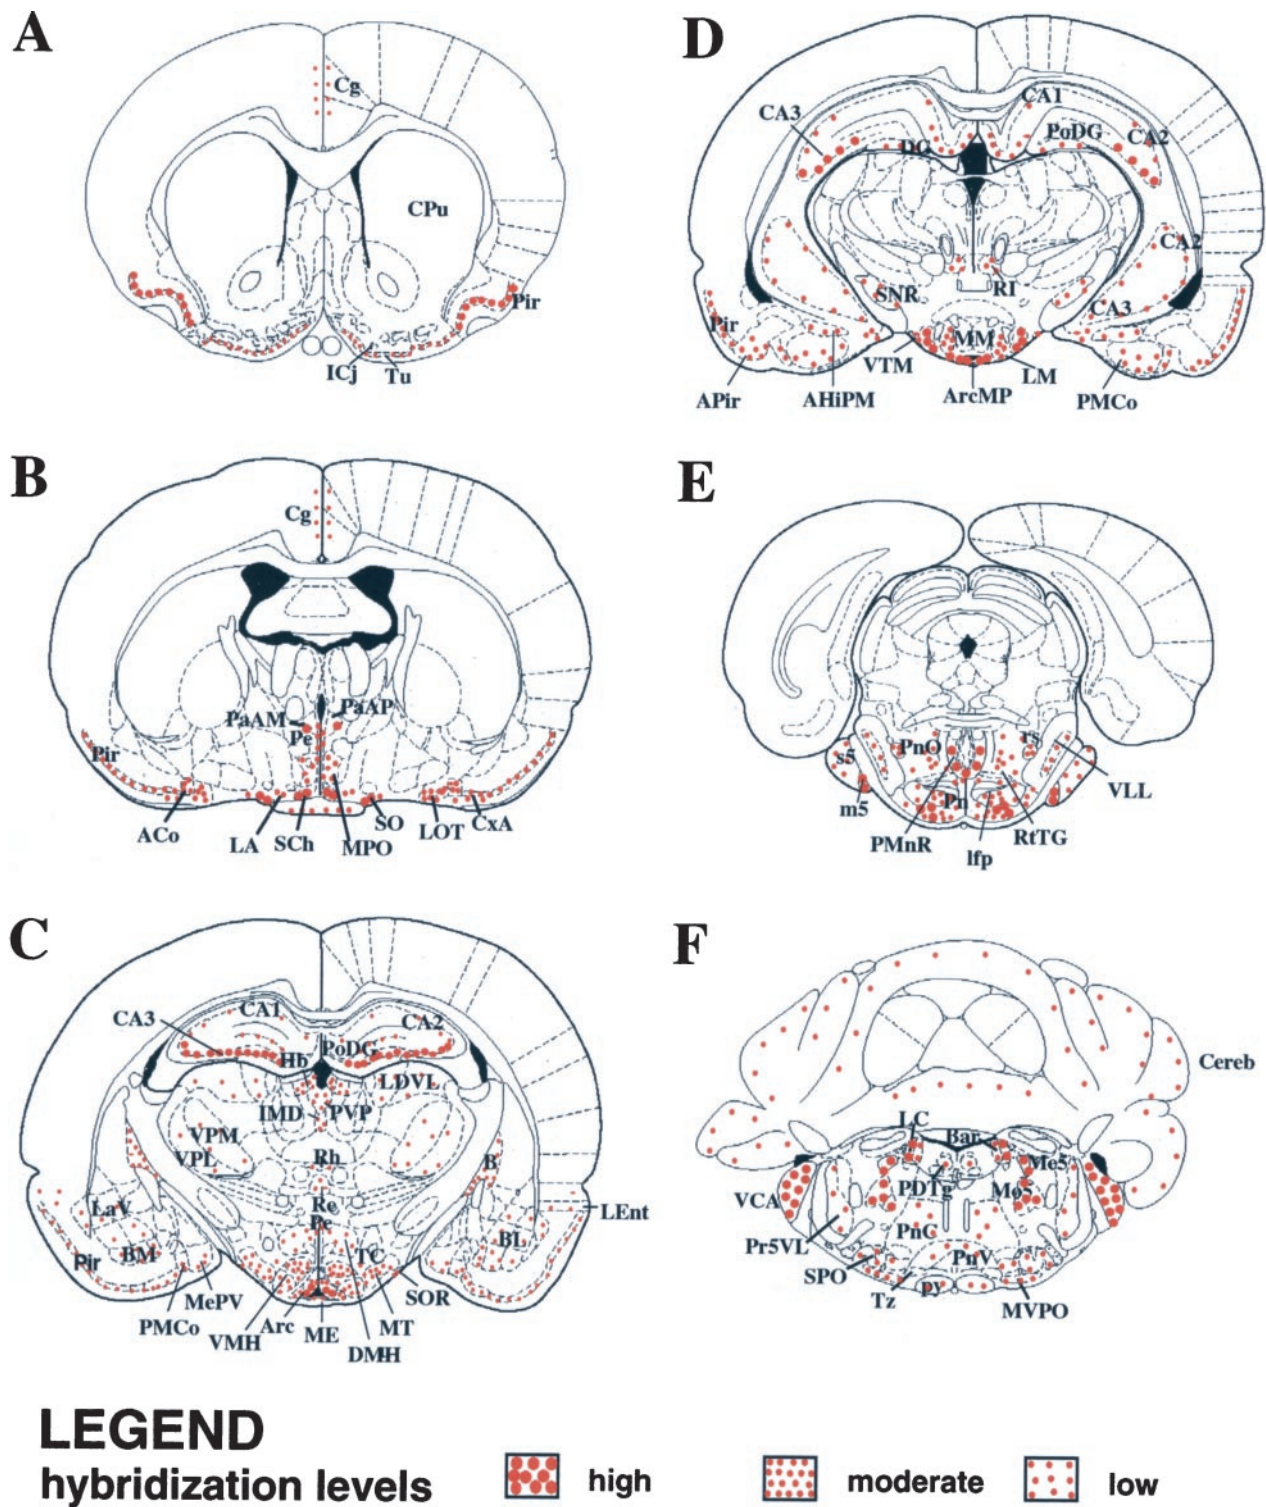 A
Cg
CPu
Pir
ICj
Tu
B
Cg
PaAM
PaAP
Pe
Pir
ACo
LA
SCh
MPO
SO
LOT
CxA
C
CA3
CA1
CA2
Hb
PoDG
LDVL
IMD
PVP
VPM
VPL
Rh
B
LaV
Re
Pe
LEnt
BM
BL
Pir
TC
MePV
SOR
PMCo
VMH
Arc
ME
MT
DMH
D
CA3
CA1
DG
PoDG
CA2
CA2
SNR
RI
CA3
Pir
MM
VTM
LM
APir
AHiPM
ArcMP
PMCo
E
s5
PnO
rs
VLL
m5
Pn
PMnR
lfp
RtTG
F
Cereb
LC
Bar
Me5
VCA
PDTg
Mo5
Pr5VL
PnC
PnV
SPO
Tz
py
MVPO
LEGEND
hybridization levels
high
moderate
low